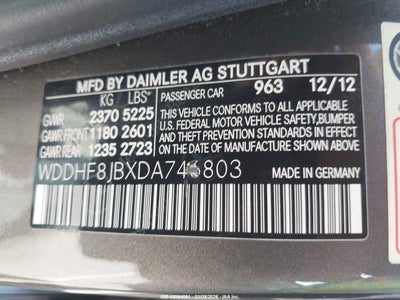 MFD BY DAIMLER AG STUTTGART
KG LBS
PASSENGER CAR 963 12/12
GVWR 2370 5225
GAWR FRONT 1180 2601
GAWR REAR 1235 2723
THIS VEHICLE CONFORMS TO ALL APPLICABLE
U.S. FEDERAL MOTOR VEHICLE SAFETY, BUMPER
AND THEFT PREVENTION STANDARDS IN EFFECT
ON THE DATE OF MANUFACTURE SHOWN ABOVE
MADE IN GERMANY